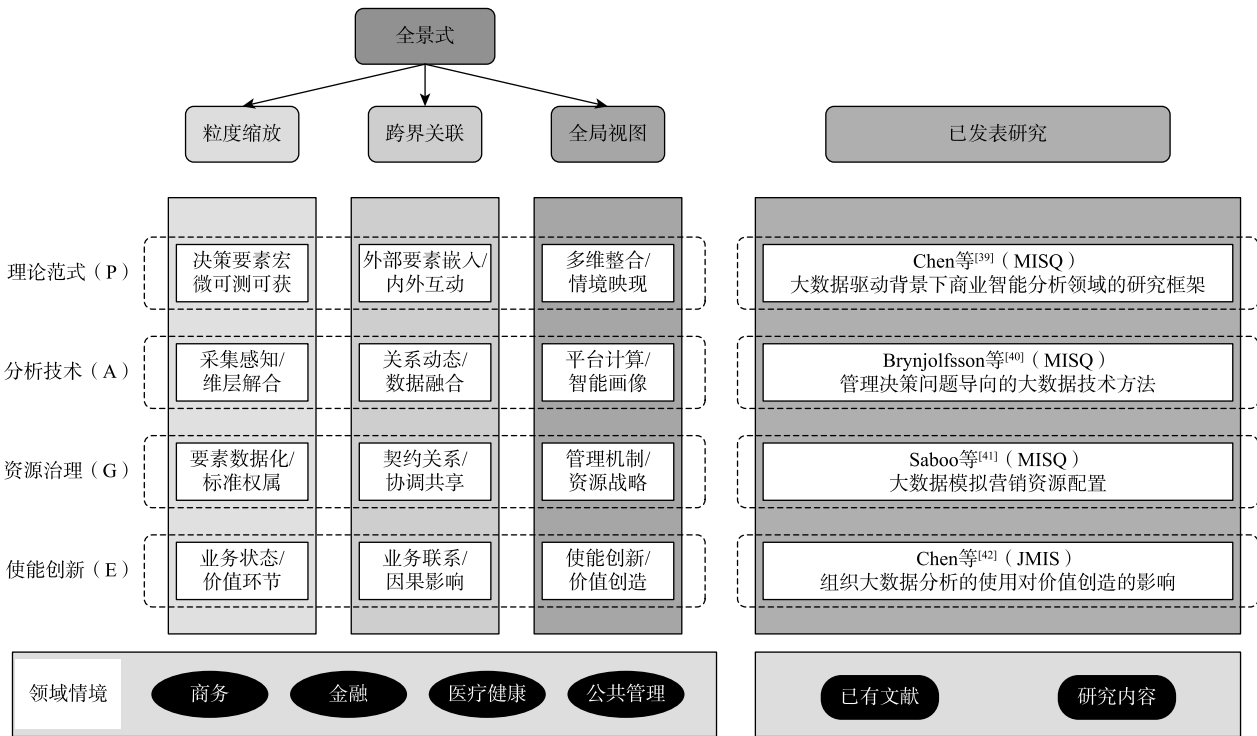 全景式
粒度缩放
跨界关联
全局视图
已发表研究
理论范式（P）
决策要素宏
微可测可获
外部要素嵌入/
内外互动
多维整合/
情境映现
Chen等[39]（MISQ）
大数据驱动背景下商业智能分析领域的研究框架
分析技术（A）
采集感知/
维层解合
关系动态/
数据融合
平台计算/
智能画像
Brynjolfsson等[40]（MISQ）
管理决策问题导向的大数据技术方法
资源治理（G）
要素数据化/
标准权属
契约关系/
协调共享
管理机制/
资源战略
Saboo等[41]（MISQ）
大数据模拟营销资源配置
使能创新（E）
业务状态/
价值环节
业务联系/
因果影响
使能创新/
价值创造
Chen等[42]（JMIS）
组织大数据分析的使用对价值创造的影响
领域情境
商务
金融
医疗健康
公共管理
已有文献
研究内容